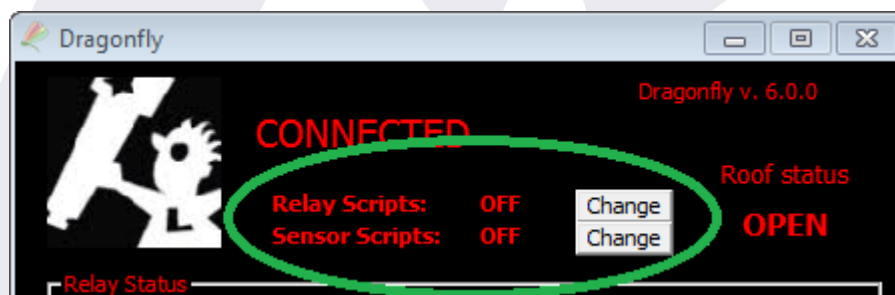 Dragonfly
Dragonfly v. 6.0.0
CONNECTED
Roof status
Relay Scripts: OFF Change
OPEN
Sensor Scripts: OFF Change
L
Relay Status